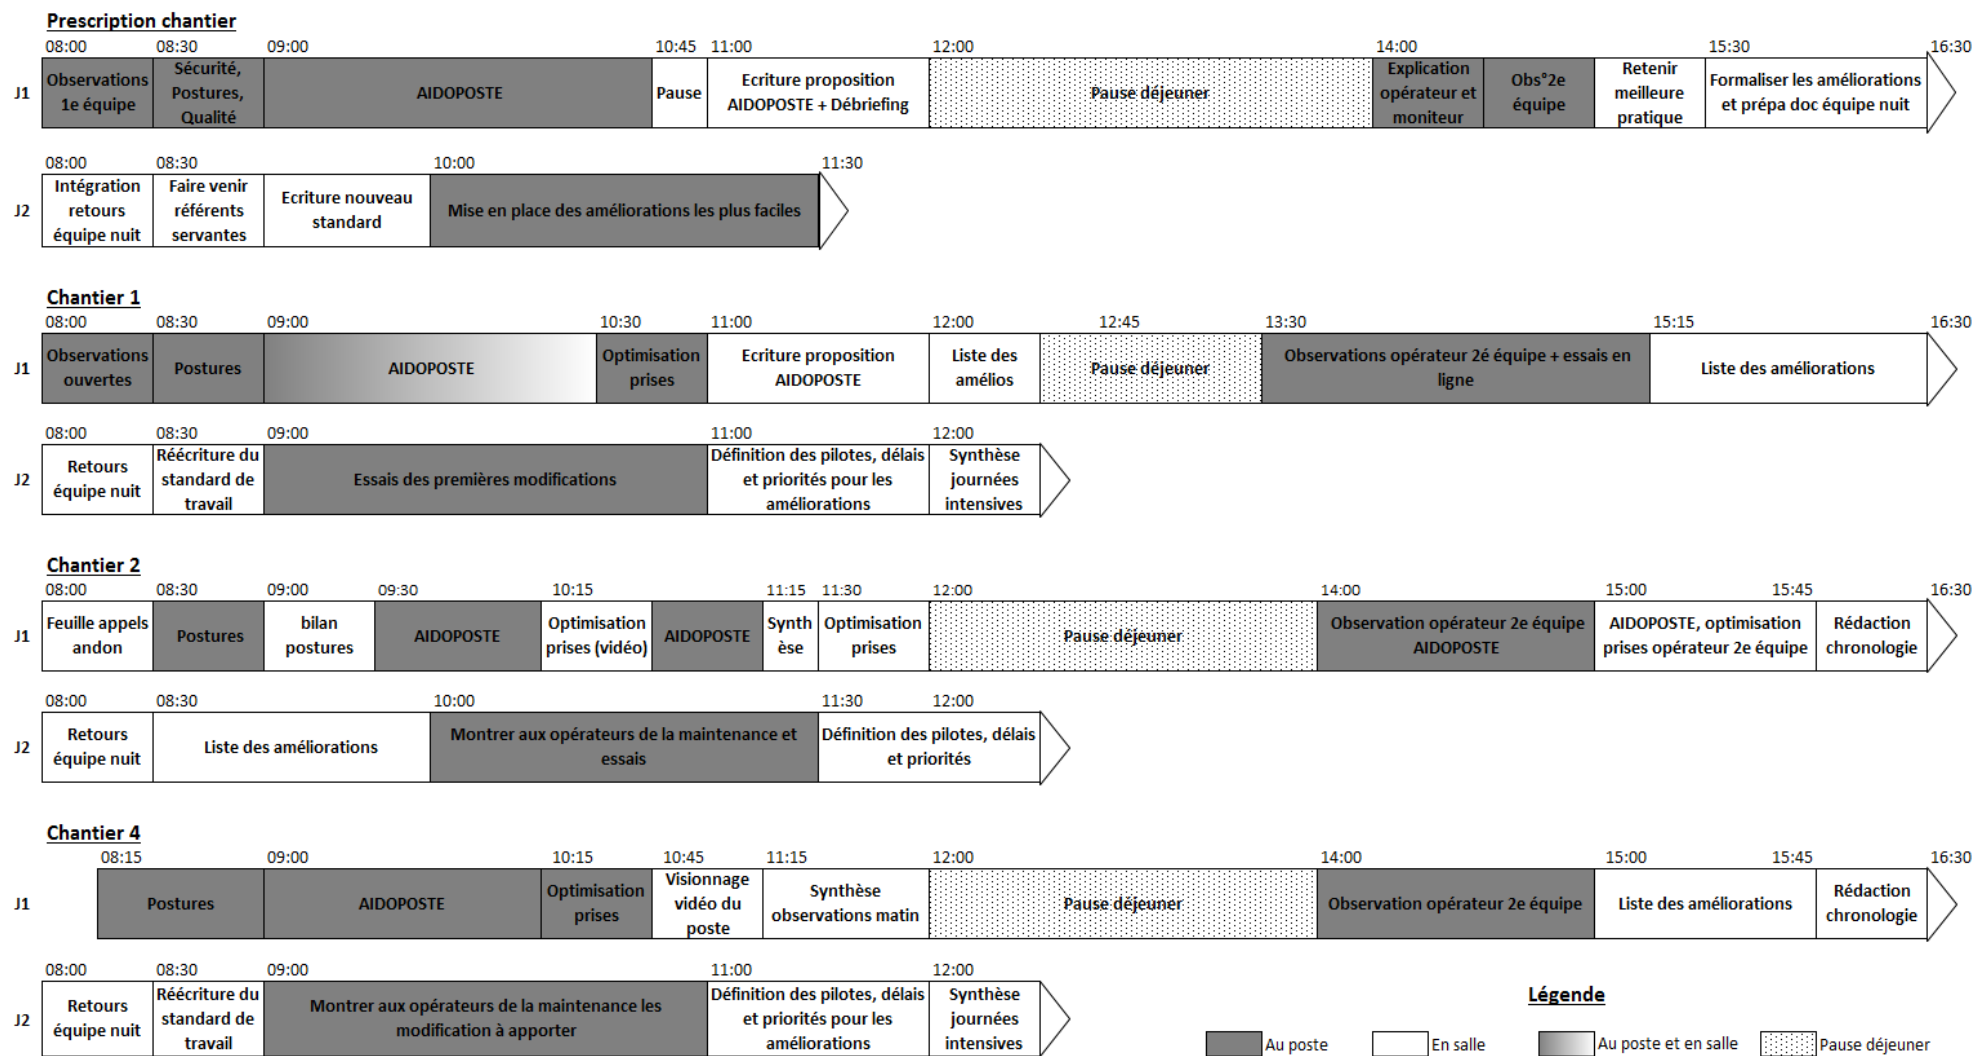 Prescription chantier
08:00 08:30 09:00 10:45 11:00 12:00 14:00 15:30 16:30
J1
Observations
1e équipe
Sécurité,
Postures,
Qualité
AIDOPOSTE
Pause
Ecriture proposition
AIDOPOSTE + Débriefing
Pause déjeuner
Explication
opérateur et
moniteur
Obs°2e
équipe
Retenir
meilleure
pratique
Formaliser les améliorations
et prépa doc équipe nuit
08:00 08:30 10:00 11:30
J2
Intégration
retours
équipe nuit
Faire venir
référents
servantes
Ecriture nouveau
standard
Mise en place des améliorations les plus faciles
Chantier 1
08:00 08:30 09:00 10:30 11:00 12:00 12:45 13:30 15:15 16:30
J1
Observations
ouvertes
Postures
AIDOPOSTE
Optimisation
prises
Ecriture proposition
AIDOPOSTE
Liste des
amélios
Pause déjeuner
Observations opérateur 2é équipe + essais en
ligne
Liste des améliorations
08:00 08:30 09:00 11:00 12:00
J2
Retours
équipe nuit
Réécriture du
standard de
travail
Essais des premières modifications
Définition des pilotes, délais
et priorités pour les
améliorations
Synthèse
journées
intensives
Chantier 2
08:00 08:30 09:00 09:30 10:15 11:15 11:30 12:00 14:00 15:00 15:45 16:30
J1
Feuille appels
andon
Postures
bilan
postures
AIDOPOSTE
Optimisation
prises (vidéo)
AIDOPOSTE
Synth
èse
Optimisation
prises
Pause déjeuner
Observation opérateur 2e équipe
AIDOPOSTE
AIDOPOSTE, optimisation
prises opérateur 2e équipe
Rédaction
chronologie
08:00 08:30 10:00 11:30 12:00
J2
Retours
équipe nuit
Liste des améliorations
Montrer aux opérateurs de la maintenance et
essais
Définition des pilotes, délais
et priorités
Chantier 4
08:15 09:00 10:15 10:45 11:15 12:00 14:00 15:00 15:45 16:30
J1
Postures
AIDOPOSTE
Optimisation
prises
Visionnage
vidéo du
poste
Synthèse
observations matin
Pause déjeuner
Observation opérateur 2e équipe
Liste des améliorations
Rédaction
chronologie
08:00 08:30 09:00 11:00 12:00
J2
Retours
équipe nuit
Réécriture du
standard de
travail
Montrer aux opérateurs de la maintenance les
modification à apporter
Définition des pilotes, délais
et priorités pour les
améliorations
Synthèse
journées
intensives
Légende
Au poste
En salle
Au poste et en salle
Pause déjeuner